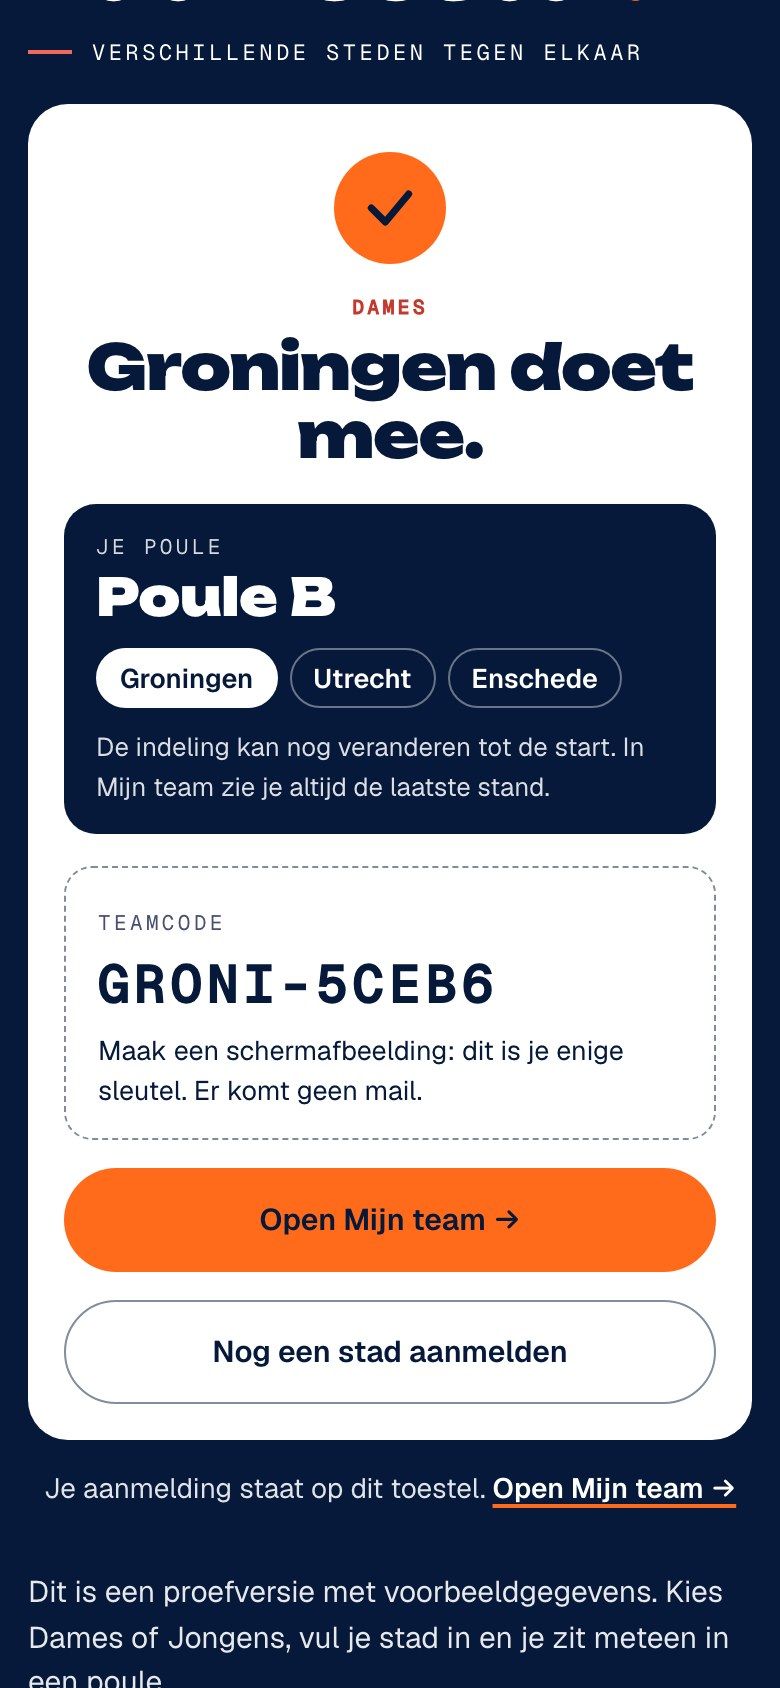 VERSCHILLENDE STEDEN TEGEN ELKAAR
DAMES
Groningen doet
mee.
JE POULE
Poule B
Groningen Utrecht Enschede
De indeling kan nog veranderen tot de start. In
Mijn team zie je altijd de laatste stand.
TEAMCODE
GRONI-5CEB6
Maak een schermafbeelding: dit is je enige
sleutel. Er komt geen mail.
Open Mijn team →
Nog een stad aanmelden
Je aanmelding staat op dit toestel. Open Mijn team →
Dit is een proefversie met voorbeeldgegevens. Kies
Dames of Jongens, vul je stad in en je zit meteen in
een poule